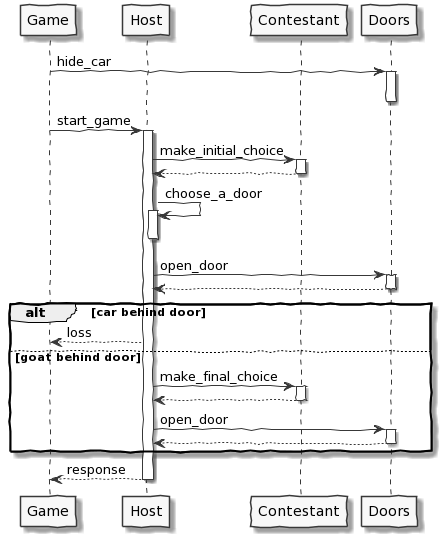 Game Host Contestant Doors
hide_car
start_game
make_initial_choice
choose_a_door
open_door
alt [car behind door]
loss
[goat behind door]
make_final_choice
open_door
response
Game Host Contestant Doors